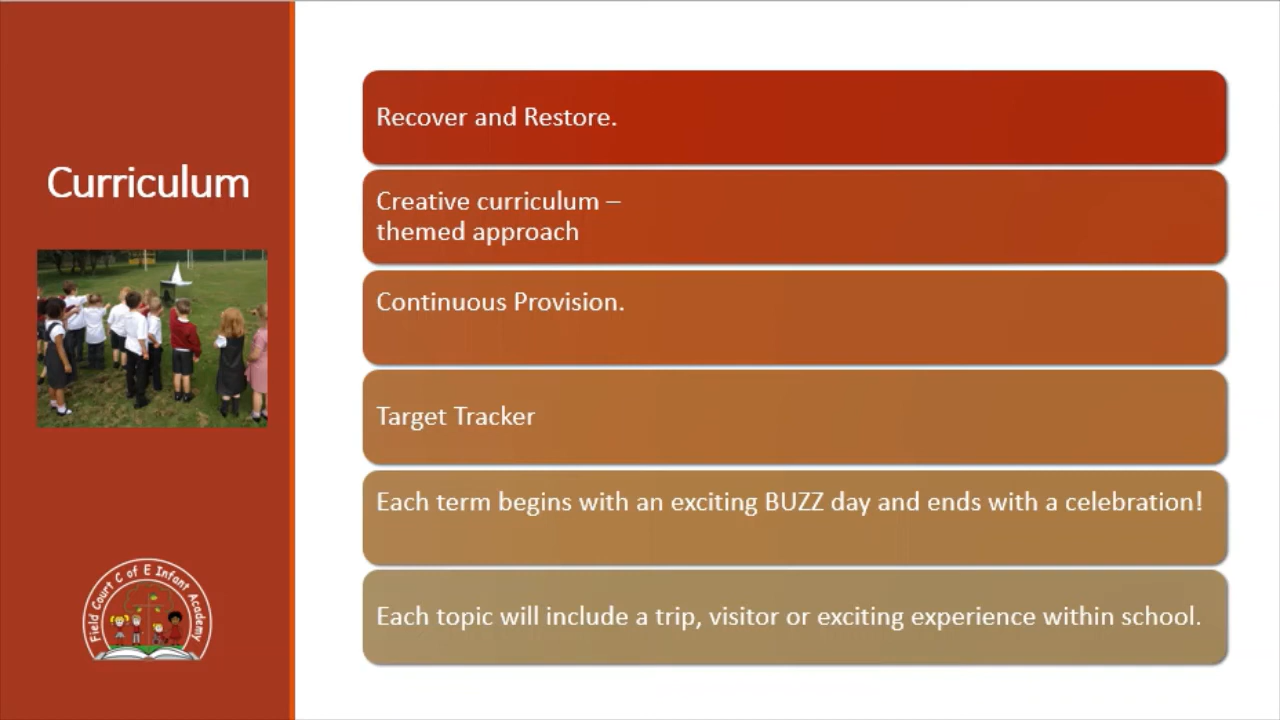 Curriculum
Field Court C of E Infant Academy
Recover and Restore.
Creative curriculum –
themed approach
Continuous Provision.
Target Tracker
Each term begins with an exciting BUZZ day and ends with a celebration!
Each topic will include a trip, visitor or exciting experience within school.